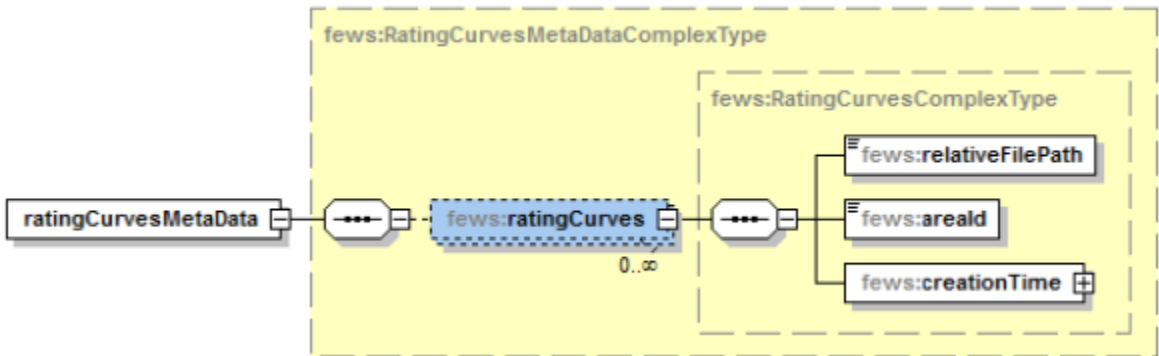 fews:RatingCurvesMetaDataComplexType
fews:RatingCurvesComplexType
fews:relativeFilePath
ratingCurvesMetaData
fews:ratingCurves
fews:areaId
0..∞
fews:creationTime